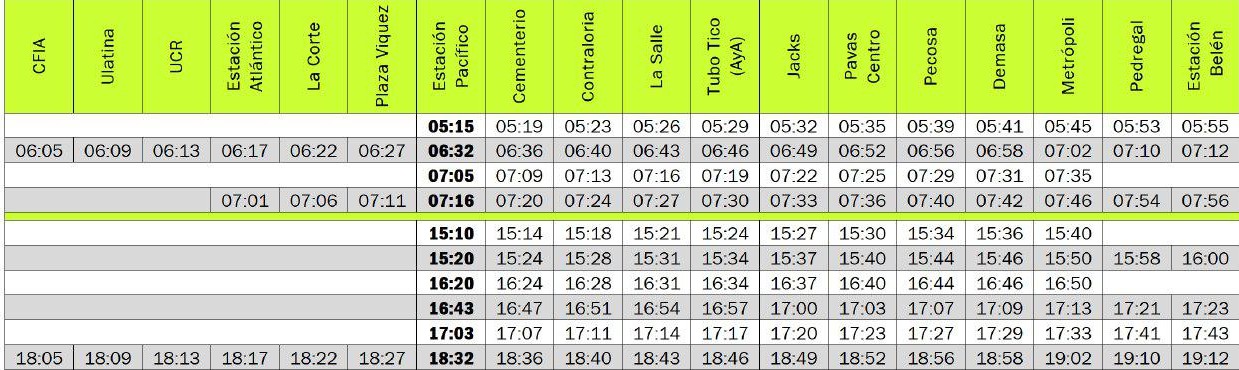 CFIA Ulatina UCR Estación Atlántico La Corte Plaza Viquez Estación Pacífico Cementerio Contraloria La Salle Tubo Tico (AyA) Jacks Pavas Centro Pecosa Demasa Metrópoli Pedregal Estación Belén
05:15 05:19 05:23 05:26 05:29 05:32 05:35 05:39 05:41 05:45 05:53 05:55
06:05 06:09 06:13 06:17 06:22 06:27 06:32 06:36 06:40 06:43 06:46 06:49 06:52 06:56 06:58 07:02 07:10 07:12
07:05 07:09 07:13 07:16 07:19 07:22 07:25 07:29 07:31 07:35
07:01 07:06 07:11 07:16 07:20 07:24 07:27 07:30 07:33 07:36 07:40 07:42 07:46 07:54 07:56
15:10 15:14 15:18 15:21 15:24 15:27 15:30 15:34 15:36 15:40
15:20 15:24 15:28 15:31 15:34 15:37 15:40 15:44 15:46 15:50 15:58 16:00
16:20 16:24 16:28 16:31 16:34 16:37 16:40 16:44 16:46 16:50
16:43 16:47 16:51 16:54 16:57 17:00 17:03 17:07 17:09 17:13 17:21 17:23
17:03 17:07 17:11 17:14 17:17 17:20 17:23 17:27 17:29 17:33 17:41 17:43
18:05 18:09 18:13 18:17 18:22 18:27 18:32 18:36 18:40 18:43 18:46 18:49 18:52 18:56 18:58 19:02 19:10 19:12